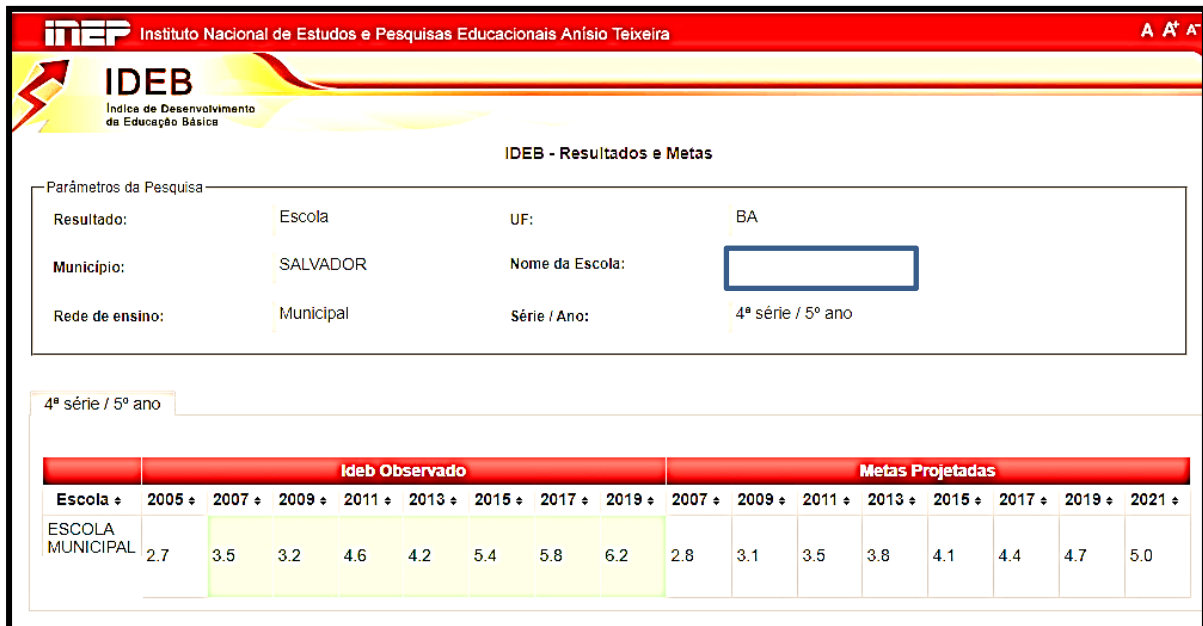 inep Instituto Nacional de Estudos e Pesquisas Educacionais Anísio Teixeira A A+ A-
IDEB
Índice de Desenvolvimento
da Educação Básica
IDEB - Resultados e Metas
Parâmetros da Pesquisa
Resultado: Escola UF: BA
Município: SALVADOR Nome da Escola:
Rede de ensino: Municipal Série / Ano: 4ª série / 5º ano
4ª série / 5º ano
Ideb Observado Metas Projetadas
Escola 2005 2007 2009 2011 2013 2015 2017 2019 2007 2009 2011 2013 2015 2017 2019 2021
ESCOLA
MUNICIPAL 2.7 3.5 3.2 4.6 4.2 5.4 5.8 6.2 2.8 3.1 3.5 3.8 4.1 4.4 4.7 5.0